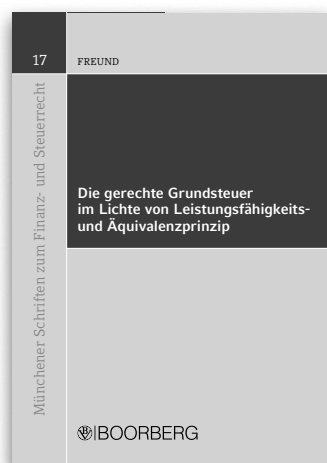 17
FREUND
Münchener Schriften zum Finanz- und Steuerrecht
Die gerechte Grundsteuer
im Lichte von Leistungsfähigkeits-
und Äquivalenzprinzip
BOORBERG